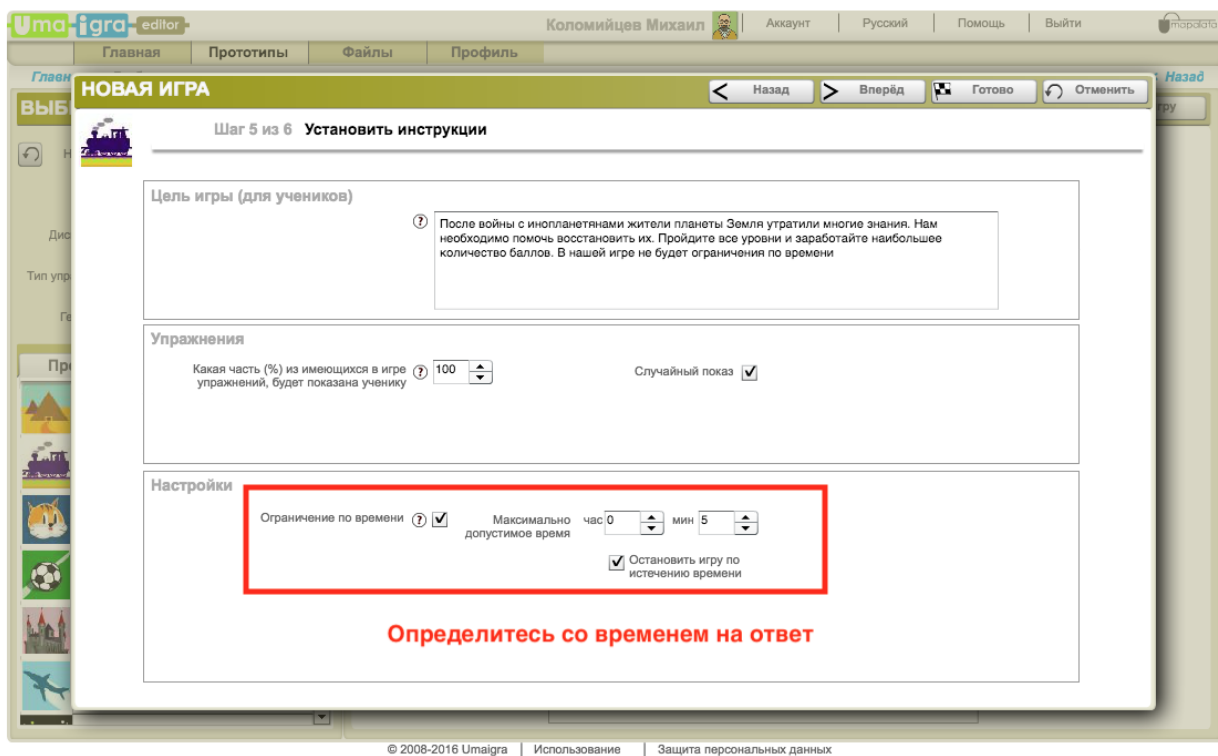 Uma-igra-editor
Коломийцев Михаил
Аккаунт
Русский
Помощь
Выйти
mapalata
Главная
Прототипы
Файлы
Профиль
Назад
НОВАЯ ИГРА
Назад
Вперёд
Готово
Отменить
Шаг 5 из 6 Установить инструкции
Цель игры (для учеников)
? После войны с инопланетянами жители планеты Земля утратили многие знания. Нам
необходимо помочь восстановить их. Пройдите все уровни и заработайте наибольшее
количество баллов. В нашей игре не будет ограничения по времени
Упражнения
Какая часть (%) из имеющихся в игре ? 100
упражнений, будет показана ученику
Случайный показ
Настройки
Ограничение по времени ?
Максимально
допустимое время
час 0 мин 5
Остановить игру по
истечению времени
Определитесь со временем на ответ
© 2008-2016 Umaigra | Использование | Защита персональных данных